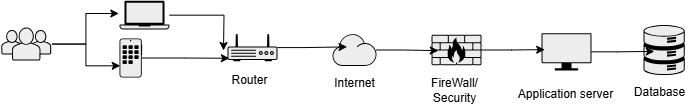 Router
Internet
FireWall/
Security
Application server
Database